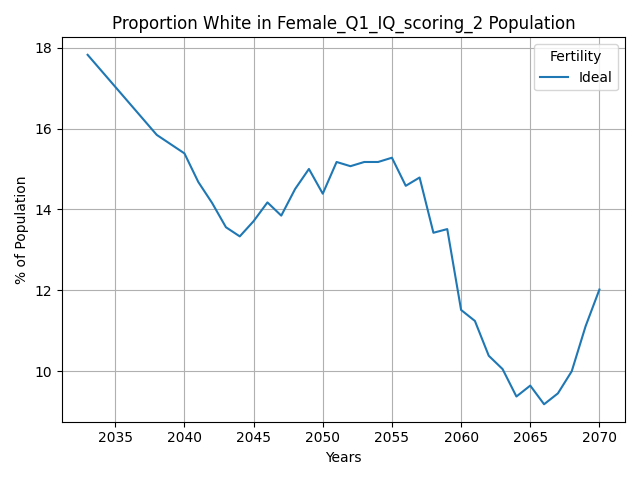 Proportion White in Female_Q1_IQ_scoring_2 Population
Fertility
Ideal
% of Population
18
16
14
12
10
2035 2040 2045 2050 2055 2060 2065 2070
Years